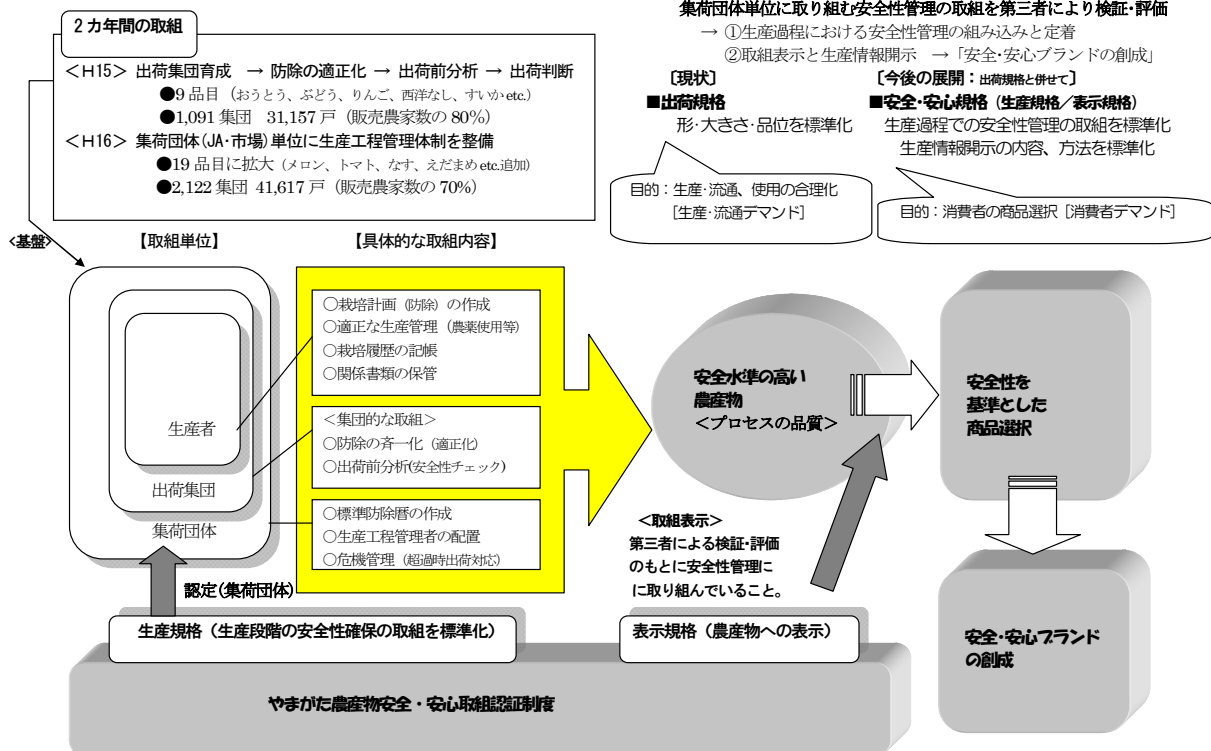 2カ年間の取組
＜H15＞ 出荷集団育成 → 防除の適正化 → 出荷前分析 → 出荷判断
●9品目（おうとう、ぶどう、りんご、西洋なし、すいかetc.）
●1,091集団 31,157戸（販売農家数の80%）
＜H16＞ 集荷団体(JA・市場)単位に生産工程管理体制を整備
●19品目に拡大（メロン、トマト、なす、えだまめetc.追加）
●2,122集団 41,617戸（販売農家数の70%）
集荷団体単位に取り組む安全性管理の取組を第三者により検証・評価
→ ①生産過程における安全性管理の組み込みと定着
②取組表示と生産情報開示 →「安全・安心ブランドの創成」
〔現状〕
■出荷規格
形・大きさ・品位を標準化
目的：生産・流通、使用の合理化
［生産・流通デマンド］
〔今後の展開：出荷規格と併せて〕
■安全・安心規格（生産規格／表示規格）
生産過程での安全性管理の取組を標準化
生産情報開示の内容、方法を標準化
目的：消費者の商品選択［消費者デマンド］
<基盤>
【取組単位】
【具体的な取組内容】
生産者
出荷集団
集荷団体
○栽培計画（防除）の作成
○適正な生産管理（農薬使用等）
○栽培履歴の記帳
○関係書類の保管
＜集団的な取組＞
○防除の斉一化（適正化）
○出荷前分析(安全性チェック)
○標準防除暦の作成
○生産工程管理者の配置
○危機管理（超過時出荷対応）
安全水準の高い
農産物
＜プロセスの品質＞
安全性を
基準とした
商品選択
＜取組表示＞
第三者による検証・評価
のもとに安全性管理に
に取り組んでいること。
認定(集荷団体)
生産規格（生産段階の安全性確保の取組を標準化）
表示規格（農産物への表示）
やまがた農産物安全・安心取組認証制度
安全・安心ブランド
の創成